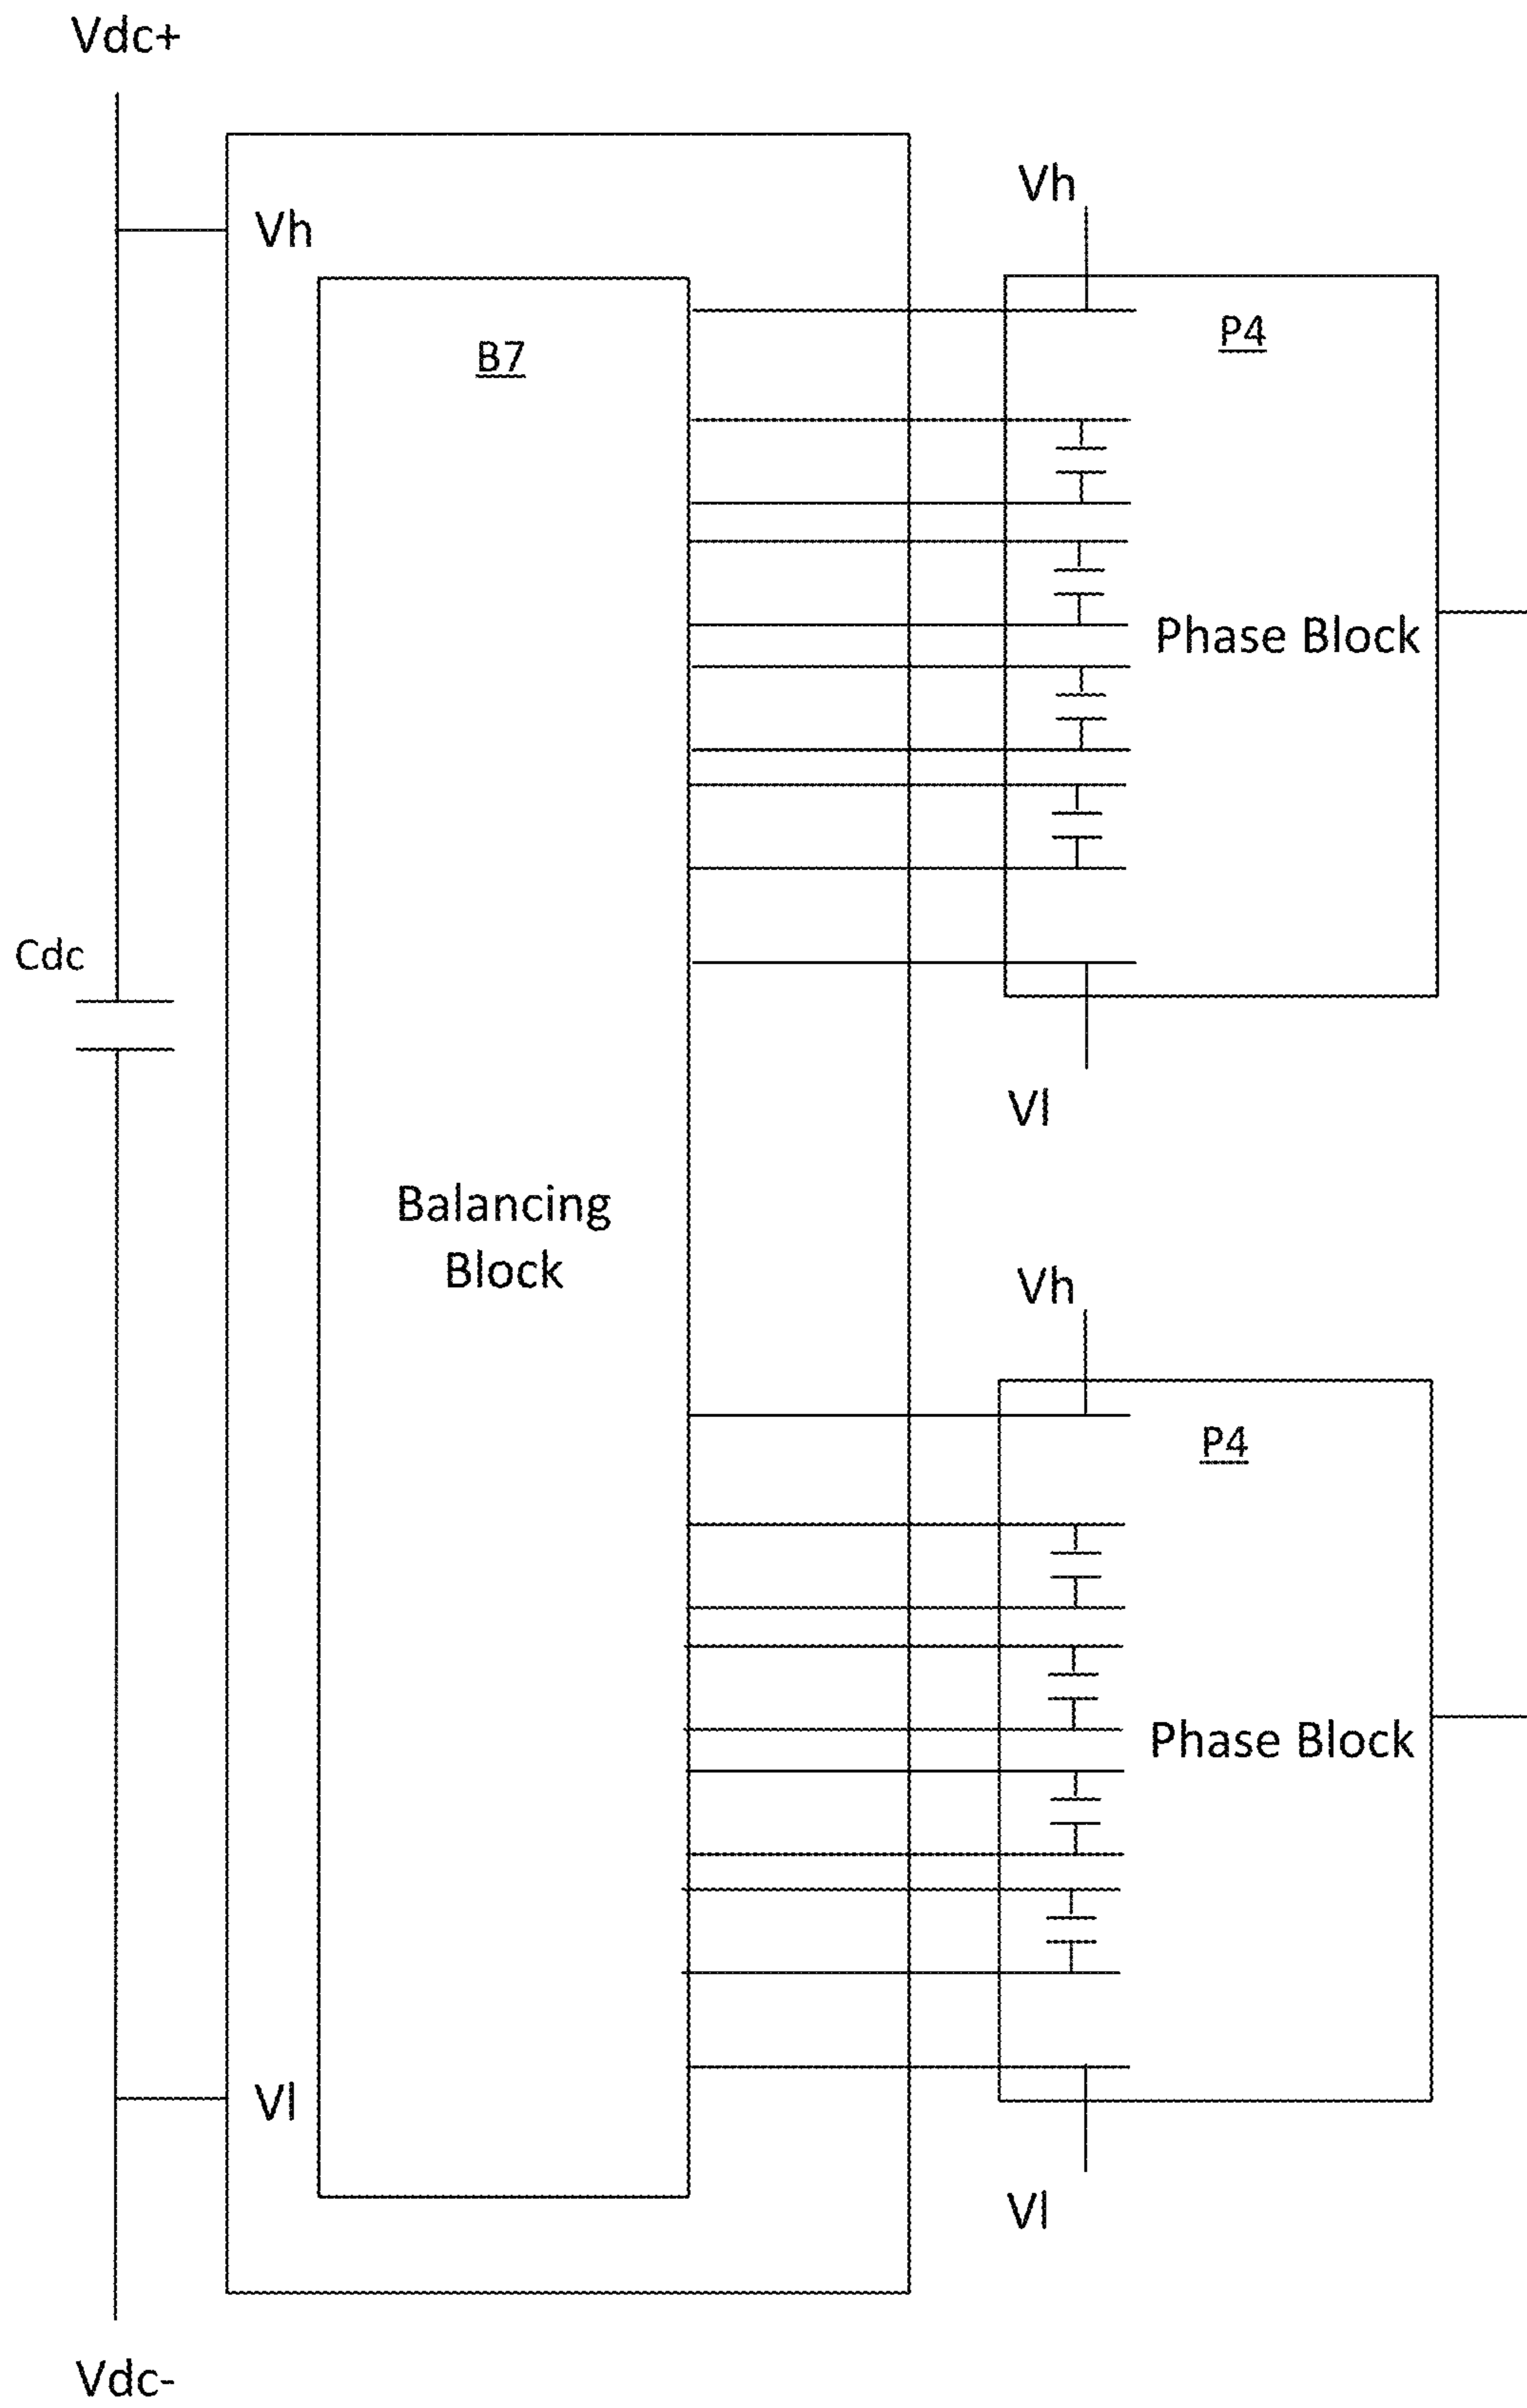 Vdc+
Vh
Vh
B7
P4
Phase Block
Cdc
Vl
Balancing
Block
Vh
P4
Phase Block
Vl
Vl
Vdc-